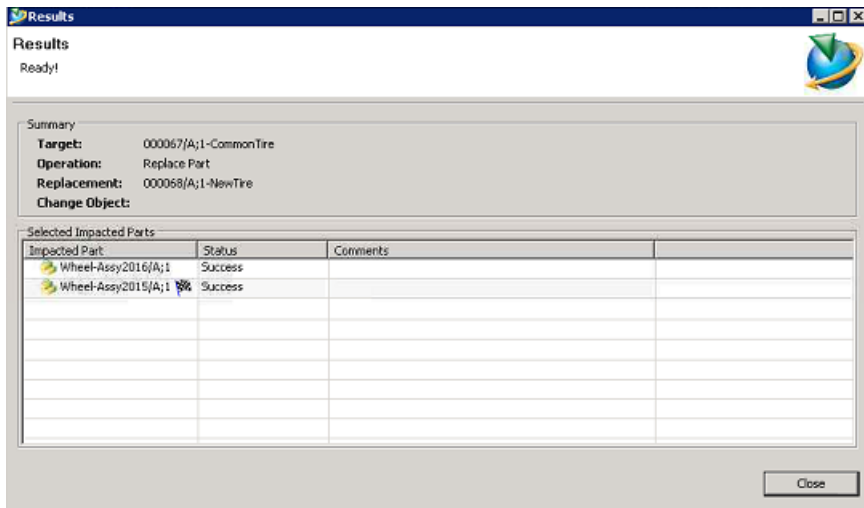 Results
Results
Ready!
Summary
Target: 000067/A;1-CommonTire
Operation: Replace Part
Replacement: 000068/A;1-NewTire
Change Object:
Selected Impacted Parts
Impacted Part Status Comments
Wheel-Assy2016/A;1 Success
Wheel-Assy2015/A;1 Success
Close